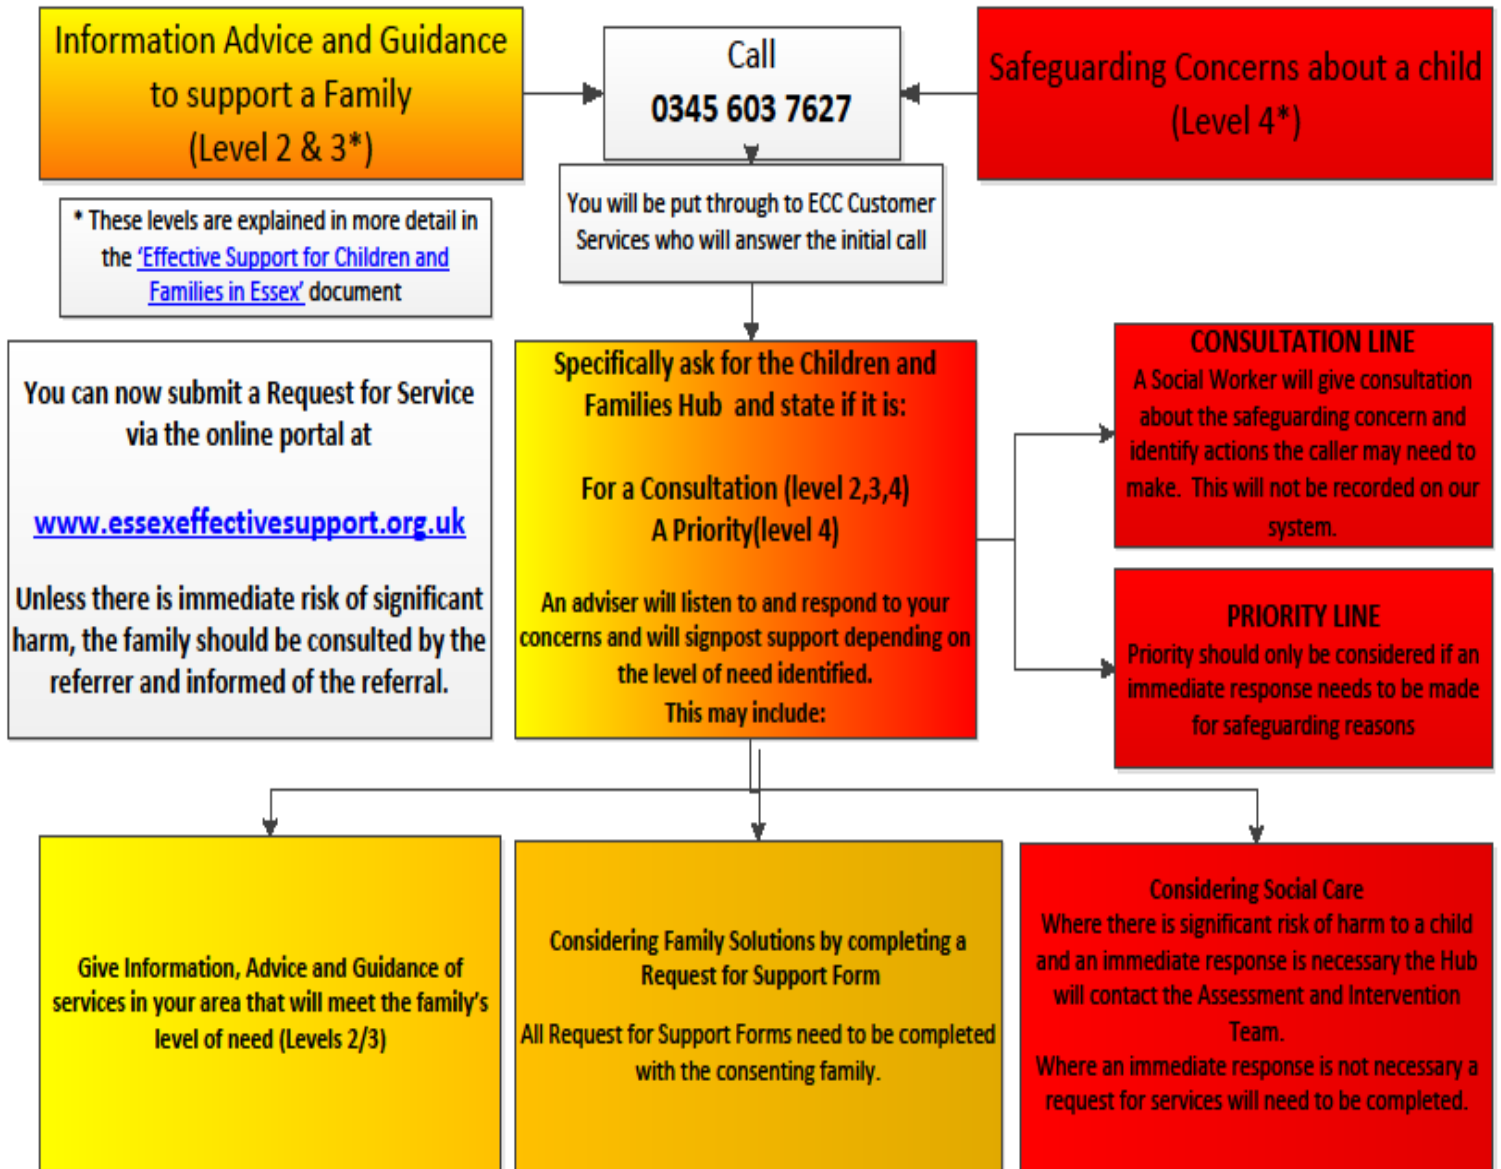 Information Advice and Guidance
to support a Family
(Level 2 & 3*)
Call
0345 603 7627
Safeguarding Concerns about a child
(Level 4*)
* These levels are explained in more detail in
the 'Effective Support for Children and
Families in Essex' document
You will be put through to ECC Customer
Services who will answer the initial call
You can now submit a Request for Service
via the online portal at
www.essexeffectivesupport.org.uk
Unless there is immediate risk of significant
harm, the family should be consulted by the
referrer and informed of the referral.
Specifically ask for the Children and
Families Hub and state if it is:
For a Consultation (level 2,3,4)
A Priority(level 4)
An adviser will listen to and respond to your
concerns and will signpost support depending on
the level of need identified.
This may include:
CONSULTATION LINE
A Social Worker will give consultation
about the safeguarding concern and
identify actions the caller may need to
make. This will not be recorded on our
system.
PRIORITY LINE
Priority should only be considered if an
immediate response needs to be made
for safeguarding reasons
Give Information, Advice and Guidance of
services in your area that will meet the family's
level of need (Levels 2/3)
Considering Family Solutions by completing a
Request for Support Form
All Request for Support Forms need to be completed
with the consenting family.
Considering Social Care
Where there is significant risk of harm to a child
and an immediate response is necessary the Hub
will contact the Assessment and Intervention
Team.
Where an immediate response is not necessary a
request for services will need to be completed.